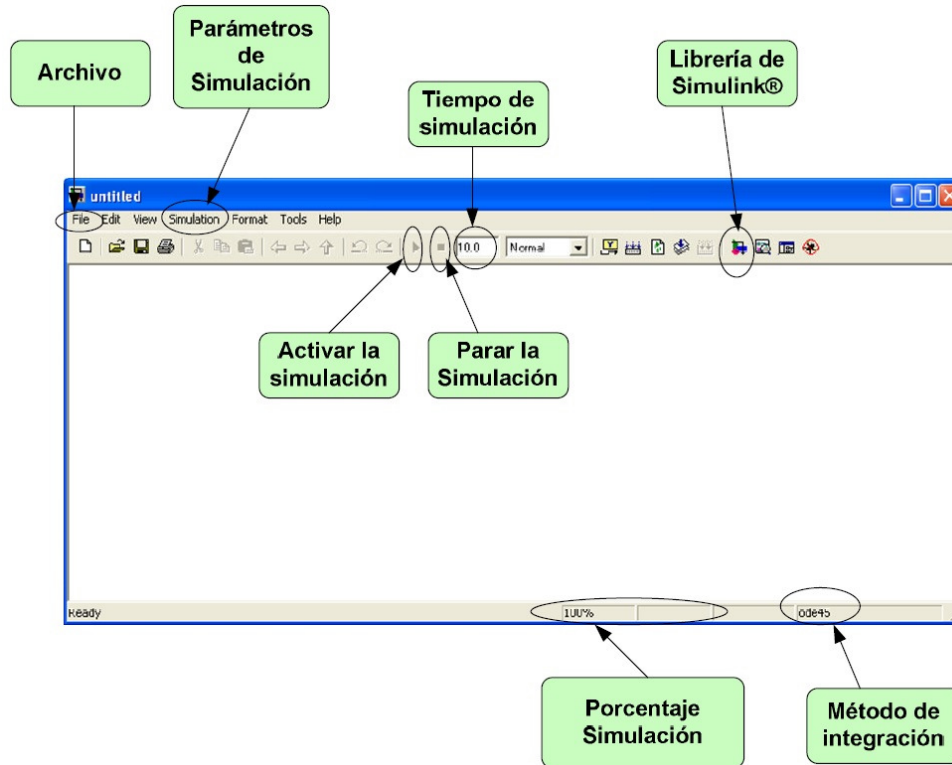 Parámetros
de
Simulación
Archivo
Librería de
Simulink®
Tiempo de
simulación
untitled
File Edit View Simulation Format Tools Help
10.0 Normal
Activar la
simulación
Parar la
Simulación
Ready 100% ode45
Porcentaje
Simulación
Método de
integración